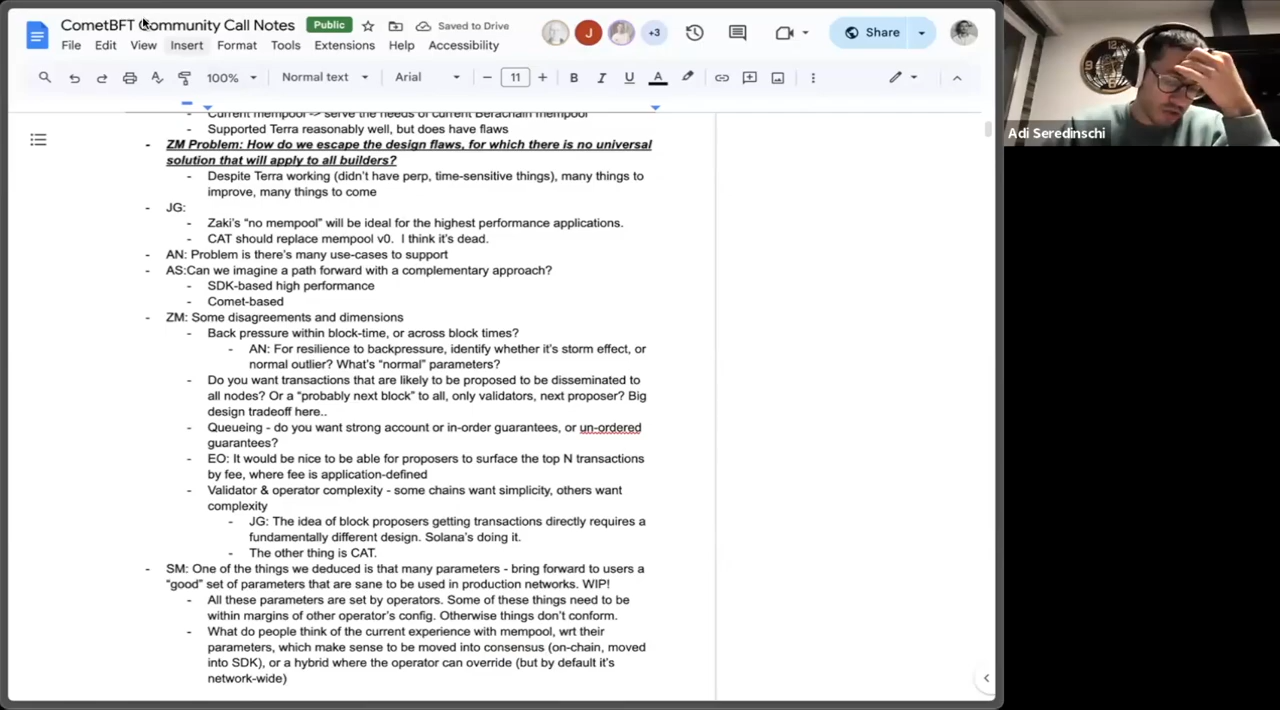 CometBFT Community Call Notes
Public
Saved to Drive
J
+3
Share
File Edit View Insert Format Tools Extensions Help Accessibility
100% Normal text Arial 11 B I U A
- Current mempool -> serve the needs of current Berachain mempool
- Supported Terra reasonably well, but does have flaws
- ZM Problem: How do we escape the design flaws, for which there is no universal
solution that will apply to all builders?
- Despite Terra working (didn't have perp, time-sensitive things), many things to
improve, many things to come
- JG:
- Zaki's "no mempool" will be ideal for the highest performance applications.
- CAT should replace mempool v0. I think it's dead.
- AN: Problem is there's many use-cases to support
- AS:Can we imagine a path forward with a complementary approach?
- SDK-based high performance
- Comet-based
- ZM: Some disagreements and dimensions
- Back pressure within block-time, or across block times?
- AN: For resilience to backpressure, identify whether it's storm effect, or
normal outlier? What's "normal" parameters?
- Do you want transactions that are likely to be proposed to be disseminated to
all nodes? Or a "probably next block" to all, only validators, next proposer? Big
design tradeoff here..
- Queueing - do you want strong account or in-order guarantees, or un-ordered
guarantees?
- EO: It would be nice to be able for proposers to surface the top N transactions
by fee, where fee is application-defined
- Validator & operator complexity - some chains want simplicity, others want
complexity
- JG: The idea of block proposers getting transactions directly requires a
fundamentally different design. Solana's doing it.
- The other thing is CAT.
- SM: One of the things we deduced is that many parameters - bring forward to users a
"good" set of parameters that are sane to be used in production networks. WIP!
- All these parameters are set by operators. Some of these things need to be
within margins of other operator's config. Otherwise things don't conform.
- What do people think of the current experience with mempool, wrt their
parameters, which make sense to be moved into consensus (on-chain, moved
into SDK), or a hybrid where the operator can override (but by default it's
network-wide)
Adi Seredinschi